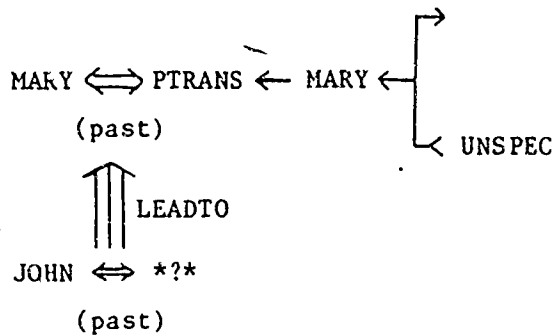 MARY ⇔ PTRANS ← MARY ←
(past)
UNSPEC
LEADTO
JOHN ⇔ *?*
(past)